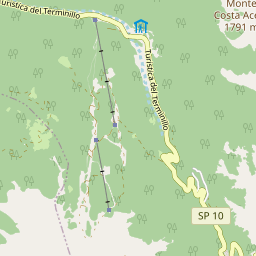 uristica del Terminillo
Monte
Costa Ace
1791 m
Turistica del Terminillo
SP 10